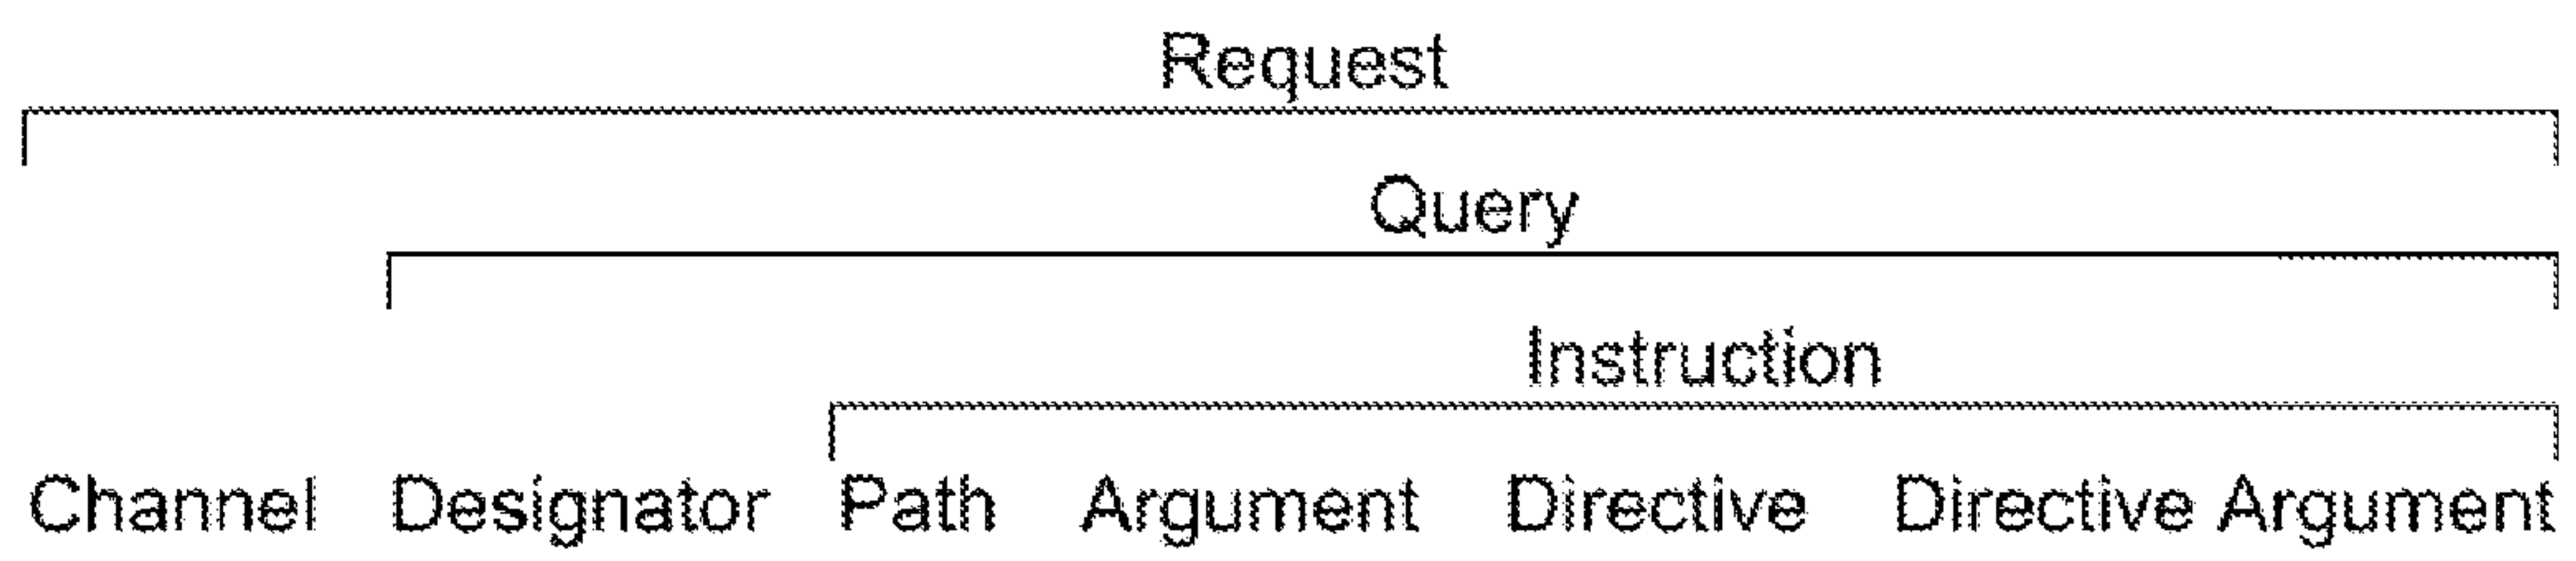 Request
Query
Instruction
Channel Designator Path Argument Directive Directive Argument